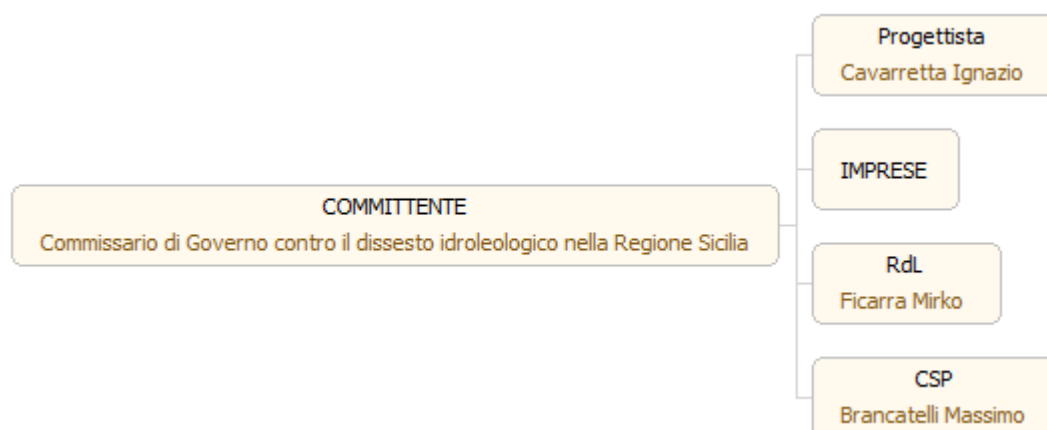 COMMITTENTE
Commissario di Governo contro il dissesto idroleologico nella Regione Sicilia
Progettista
Cavarretta Ignazio
IMPRESE
RdL
Ficarra Mirko
CSP
Brancatelli Massimo